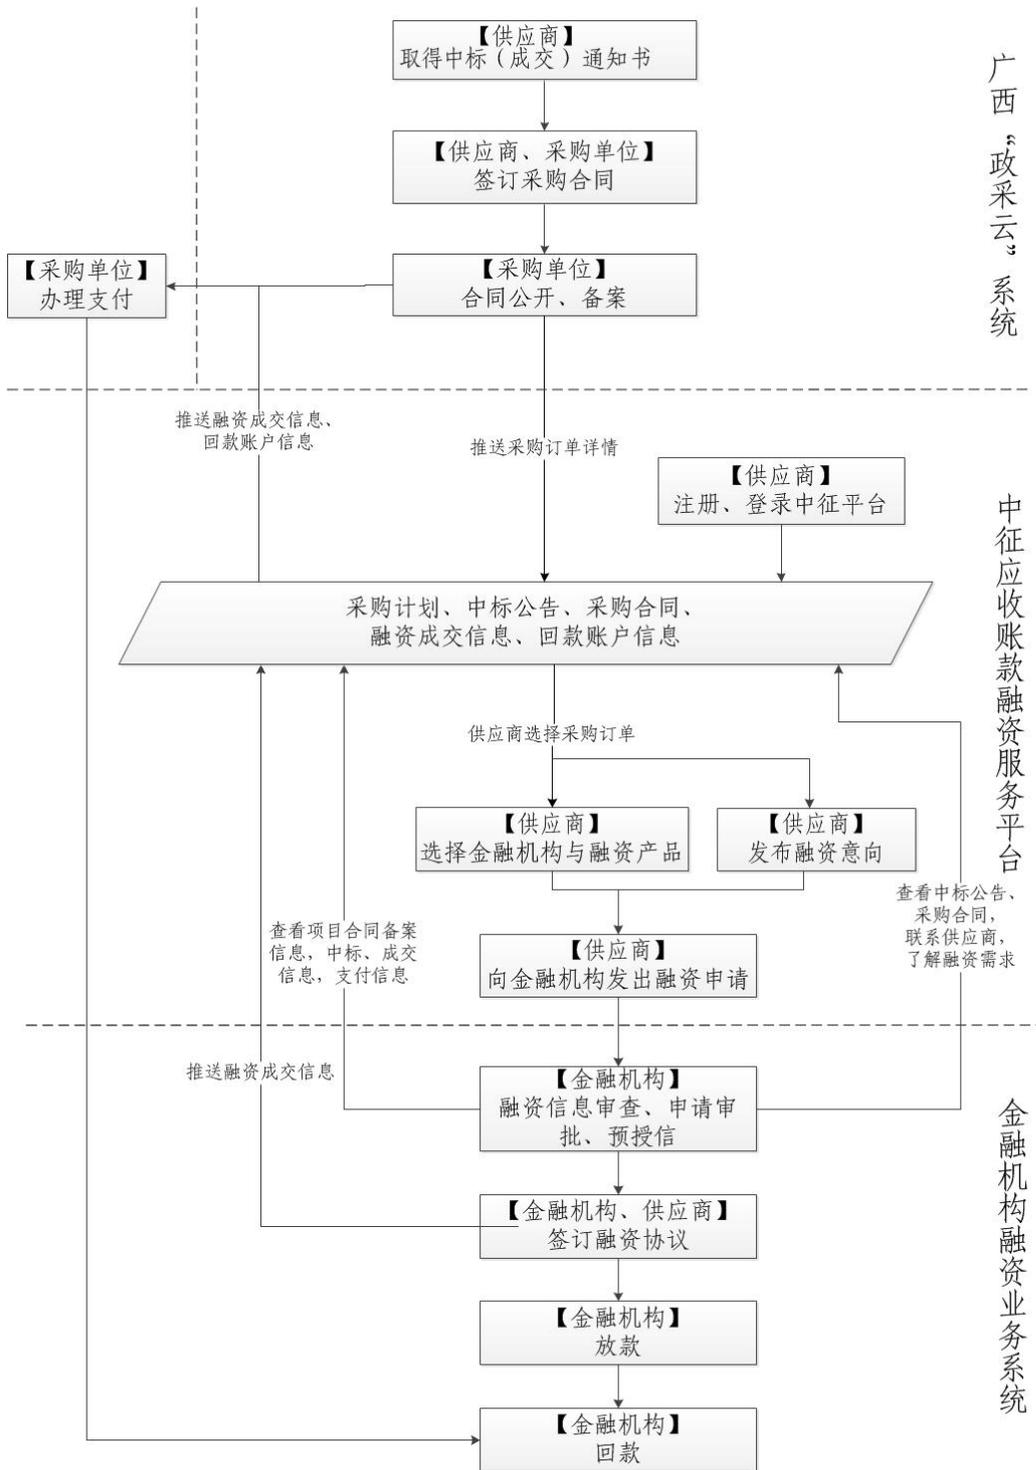 【供应商】
取得中标（成交）通知书
【供应商、采购单位】
签订采购合同
【采购单位】
办理支付
【采购单位】
合同公开、备案
广西“政采云”系统
推送融资成交信息、
回款账户信息
推送采购订单详情
【供应商】
注册、登录中征平台
采购计划、中标公告、采购合同、
融资成交信息、回款账户信息
供应商选择采购订单
【供应商】
选择金融机构与融资产品
【供应商】
发布融资意向
中征应收账款融资服务平台
查看项目合同备案
信息，中标、成交
信息，支付信息
【供应商】
向金融机构发出融资申请
查看中标公告、
采购合同，
联系供应商，
了解融资需求
推送融资成交信息
【金融机构】
融资信息审查、申请审
批、预授信
【金融机构、供应商】
签订融资协议
【金融机构】
放款
【金融机构】
回款
金融机构融资业务系统